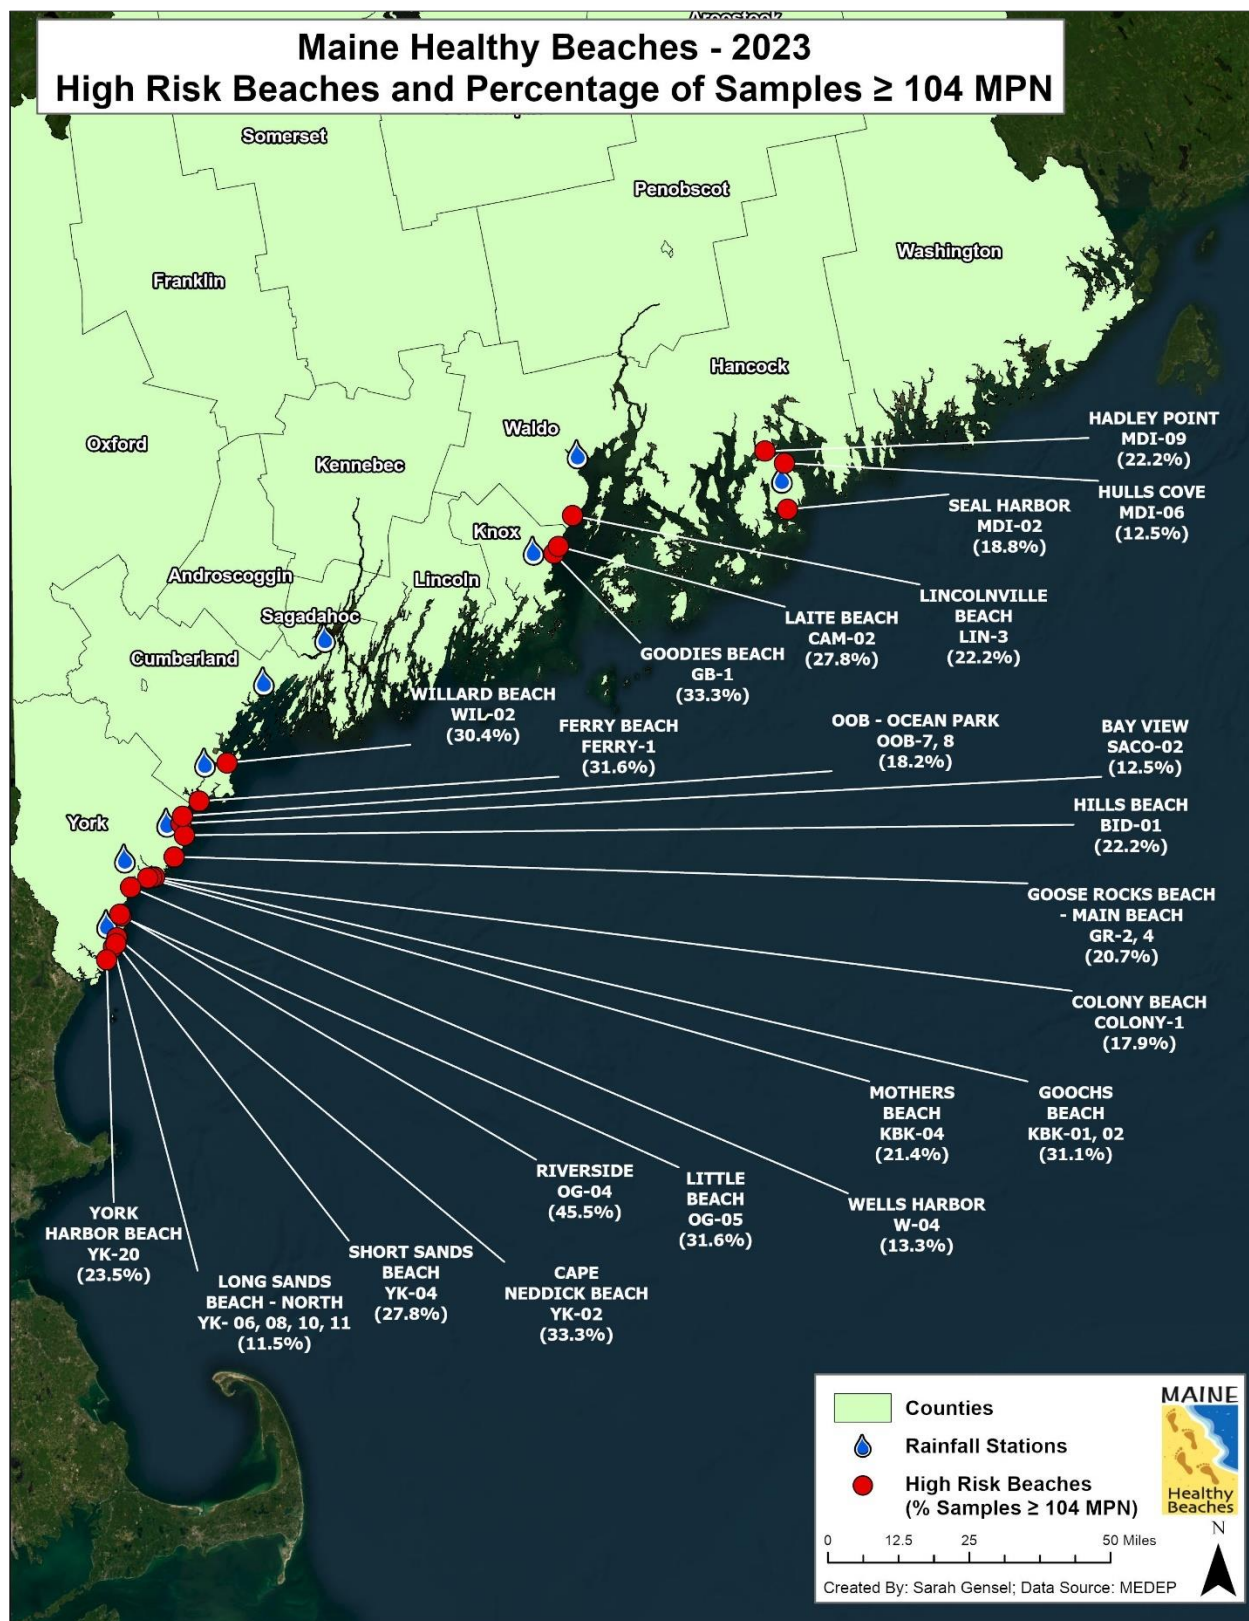 Aroostook
Maine Healthy Beaches - 2023
High Risk Beaches and Percentage of Samples ≥ 104 MPN
Somerset
Penobscot
Washington
Franklin
Hancock
Oxford
Waldo
Kennebec
Knox
Androscoggin
Lincoln
Sagadahoc
Cumberland
York
HADLEY POINT
MDI-09
(22.2%)
HULLS COVE
MDI-06
(12.5%)
SEAL HARBOR
MDI-02
(18.8%)
LINCOLNVILLE
BEACH
LIN-3
(22.2%)
LAITE BEACH
CAM-02
(27.8%)
GOODIES BEACH
GB-1
(33.3%)
WILLARD BEACH
WIL-02
(30.4%)
FERRY BEACH
FERRY-1
(31.6%)
OOB - OCEAN PARK
OOB-7, 8
(18.2%)
BAY VIEW
SACO-02
(12.5%)
HILLS BEACH
BID-01
(22.2%)
GOOSE ROCKS BEACH
- MAIN BEACH
GR-2, 4
(20.7%)
COLONY BEACH
COLONY-1
(17.9%)
GOOCHS
BEACH
KBK-01, 02
(31.1%)
MOTHERS
BEACH
KBK-04
(21.4%)
WELLS HARBOR
W-04
(13.3%)
LITTLE
BEACH
OG-05
(31.6%)
RIVERSIDE
OG-04
(45.5%)
CAPE
NEDDICK BEACH
YK-02
(33.3%)
SHORT SANDS
BEACH
YK-04
(27.8%)
LONG SANDS
BEACH - NORTH
YK- 06, 08, 10, 11
(11.5%)
YORK
HARBOR BEACH
YK-20
(23.5%)
Counties
Rainfall Stations
High Risk Beaches
(% Samples ≥ 104 MPN)
MAINE
Healthy
Beaches
N
0 12.5 25 50 Miles
Created By: Sarah Gensel; Data Source: MEDEP